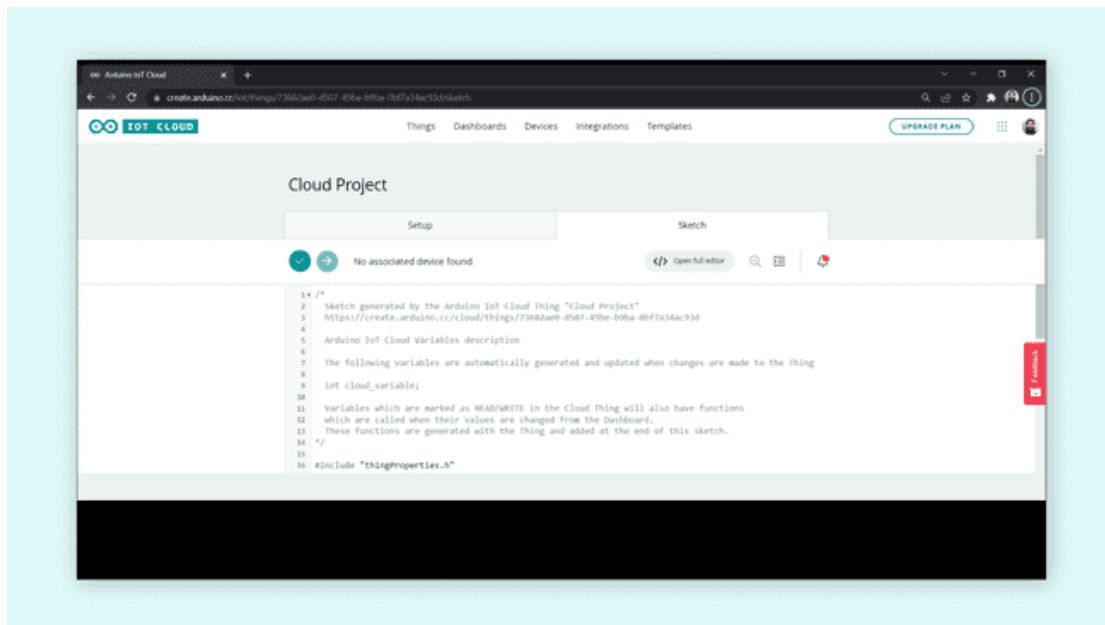 Arduino IoT Cloud
create.arduino.cc/iot/things/73682ae0-d507-45be-b9ba-0bf7a34ac93d/sketch
IOT CLOUD
Things Dashboards Devices Integrations Templates
UPGRADE PLAN
Cloud Project
Setup Sketch
No associated device found
</> Open full editor
1 /*
2 Sketch generated by the Arduino IoT Cloud Thing "Cloud Project"
3 https://create.arduino.cc/cloud/things/73682ae0-d507-45be-b9ba-0bf7a34ac93d
4
5 Arduino IoT Cloud Variables description
6
7 The following variables are automatically generated and updated when changes are made to the Thing
8
9 int cloud_variable;
10
11 Variables which are marked as READ/WRITE in the Cloud Thing will also have functions
12 which are called when their values are changed from the Dashboard.
13 These functions are generated with the Thing and added at the end of this sketch.
14 */
15
16 #include "thingProperties.h"
Feedback